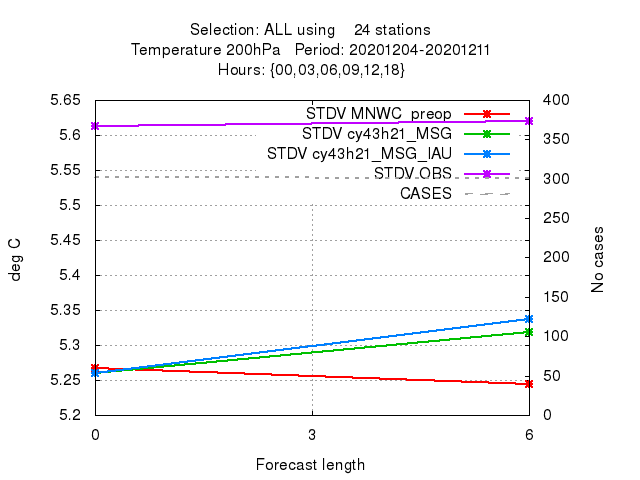 Selection: ALL using    24 stations
Temperature 200hPa   Period: 20201204-20201211
Hours: {00,03,06,09,12,18}
5.65
5.6
5.55
5.5
5.45
5.4
5.35
5.3
5.25
5.2
400
350
300
250
200
150
100
50
0
STDV MNWC_preop
STDV cy43h21_MSG
STDV cy43h21_MSG_IAU
STDV OBS
CASES
deg C
No cases
0
3
6
Forecast length